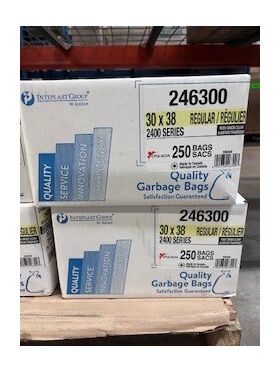 INTEPLAST GROUP
246300
30 x 38 REGULAR / RÉGULIER
2400 SERIES
250 BAGS
SACS
QUALITY
SERVICE
INNOVATION
Quality
Garbage Bags
Satisfaction Guaranteed
INTEPLAST GROUP
246300
30 x 38 REGULAR / RÉGULIER
2400 SERIES
250 BAGS
SACS
QUALITY
SERVICE
INNOVATION
Quality
Garbage Bags
Satisfaction Guaranteed